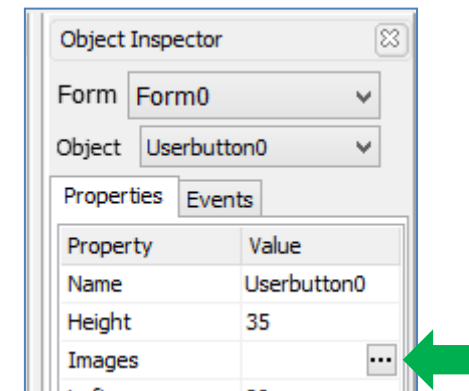 Object Inspector
Form Form0
Object Userbutton0
Properties Events
Property Value
Name Userbutton0
Height 35
Images ...